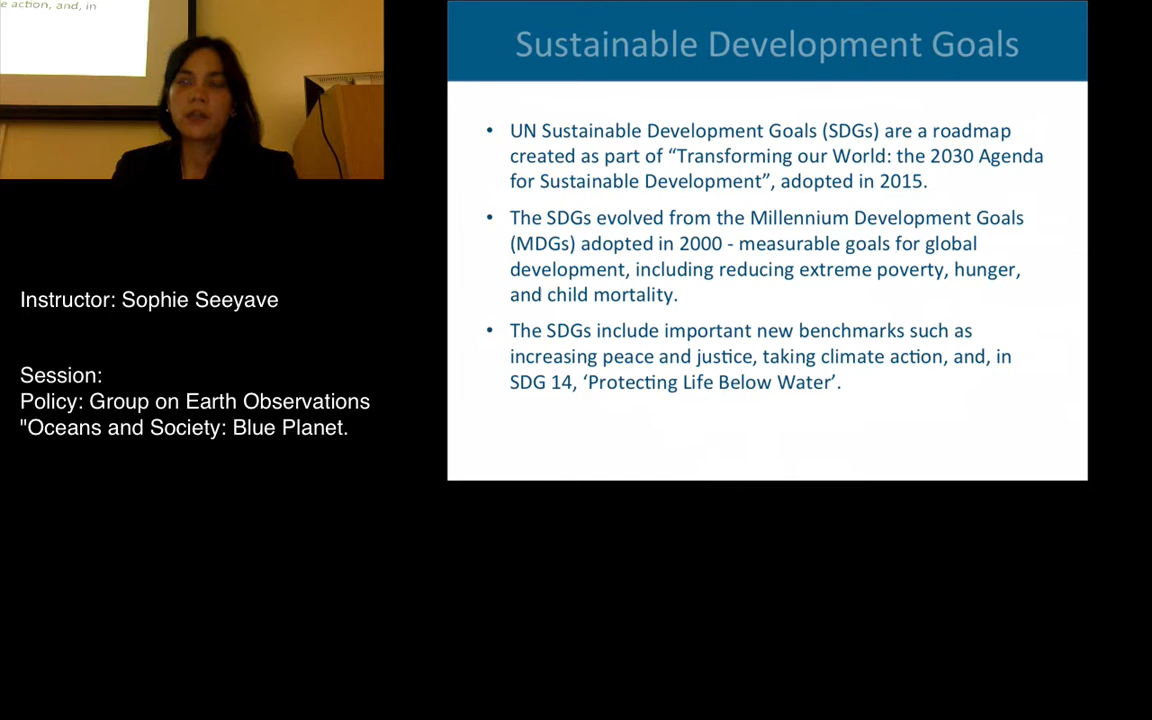 e action, and, in
Sustainable Development Goals
• UN Sustainable Development Goals (SDGs) are a roadmap
created as part of “Transforming our World: the 2030 Agenda
for Sustainable Development”, adopted in 2015.
• The SDGs evolved from the Millennium Development Goals
(MDGs) adopted in 2000 - measurable goals for global
development, including reducing extreme poverty, hunger,
and child mortality.
• The SDGs include important new benchmarks such as
increasing peace and justice, taking climate action, and, in
SDG 14, ‘Protecting Life Below Water’.
Instructor: Sophie Seeyave
Session:
Policy: Group on Earth Observations
"Oceans and Society: Blue Planet.